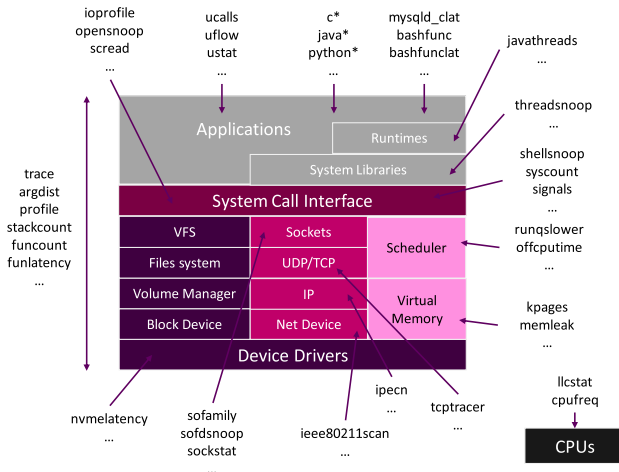 ioprofile
opensnoop
scread
...
ucalls
uflow
ustat
...
c*
java*
python*
...
mysqld_clat
bashfunc
bashfunclat
...
javathreads
...
threadsnoop
...
shellsnoop
syscount
signals
...
runqslower
offcputime
...
kpages
memleak
...
trace
argdist
profile
stackcount
funcount
funlatency
...
Applications
Runtimes
System Libraries
System Call Interface
VFS
Sockets
Scheduler
Files system
UDP/TCP
Volume Manager
IP
Virtual
Memory
Block Device
Net Device
Device Drivers
nvmelatency
...
sofamily
sofdsnoop
sockstat
...
ieee80211scan
...
ipecn
...
tcptracer
...
llcstat
cpufreq
CPUs